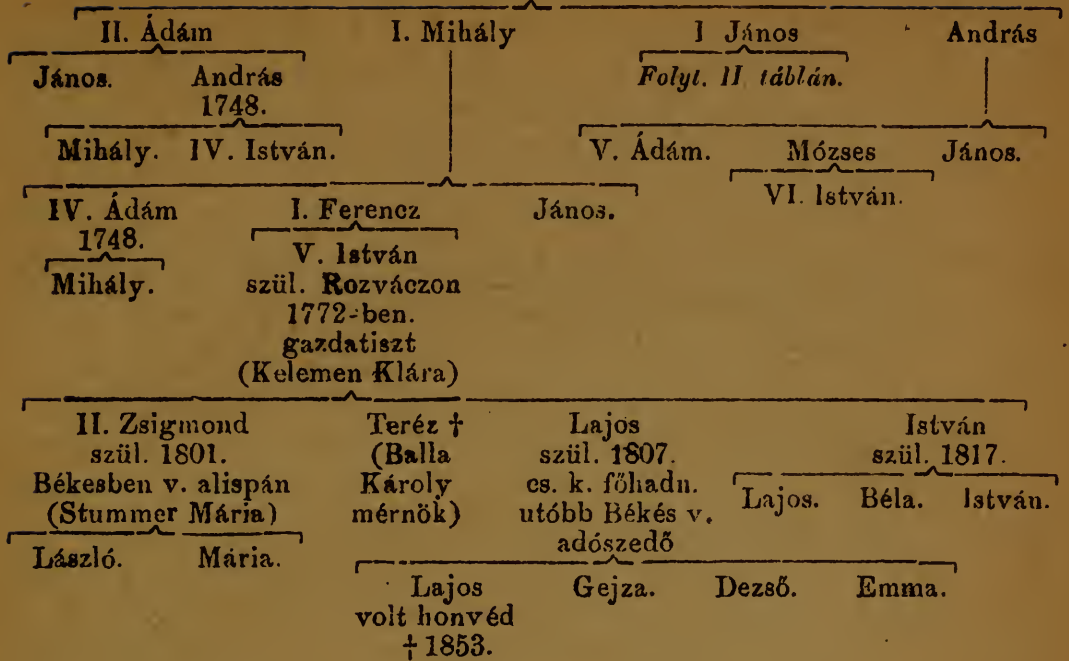 II. Ádám I. Mihály I János András
János. András Folyt. II táblán.
1748.
Mihály. IV. István. V. Ádám. Mózses János.
VI. István.
IV. Ádám I. Ferencz János.
1748.
Mihály. V. István
szül. Rozváczon
1772-ben.
gazdatiszt
(Kelemen Klára)
II. Zsigmond Teréz † Lajos István
szül. 1801. (Balla szül. 1807. szül. 1817.
Békesben v. alispán Károly cs. k. főhadn. Lajos. Béla. István.
(Stummer Mária) mérnök) utóbb Békés v.
adószedő
László. Mária.
Lajos Gejza. Dezső. Emma.
volt honvéd
† 1853.